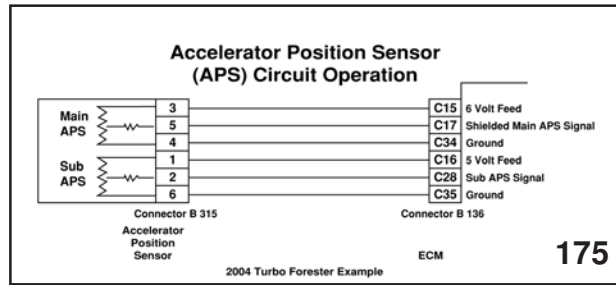 Accelerator Position Sensor
(APS) Circuit Operation
Main
APS
Sub
APS
3
5
4
1
2
6
C15 6 Volt Feed
C17 Shielded Main APS Signal
C34 Ground
C16 5 Volt Feed
C28 Sub APS Signal
C35 Ground
Connector B 315
Connector B 136
Accelerator
Position
Sensor
ECM
2004 Turbo Forester Example
175